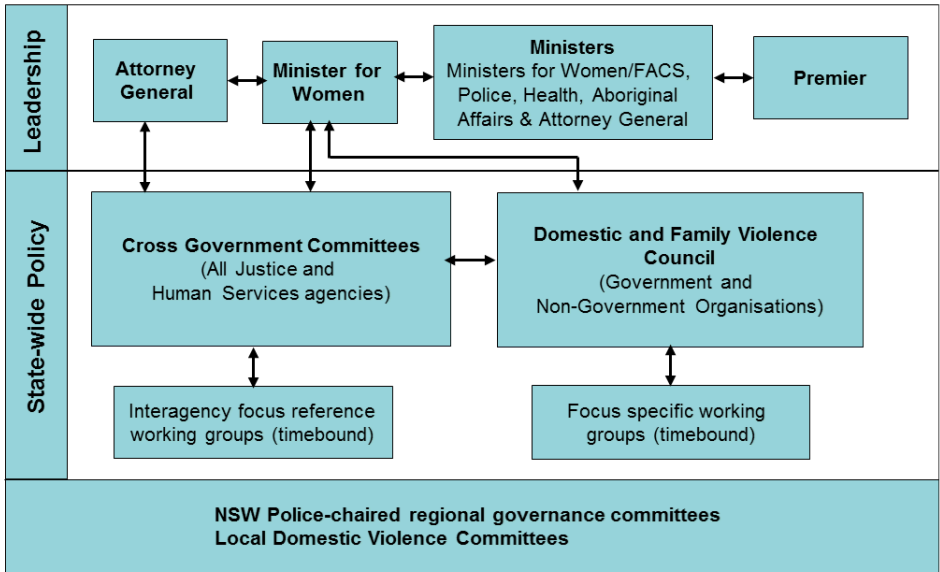 Leadership
Attorney
General
Minister for
Women
Ministers
Ministers for Women/FACS,
Police, Health, Aboriginal
Affairs & Attorney General
Premier
State-wide Policy
Cross Government Committees
(All Justice and
Human Services agencies)
Domestic and Family Violence
Council
(Government and
Non-Government Organisations)
Interagency focus reference
working groups (timebound)
Focus specific working
groups (timebound)
NSW Police-chaired regional governance committees
Local Domestic Violence Committees